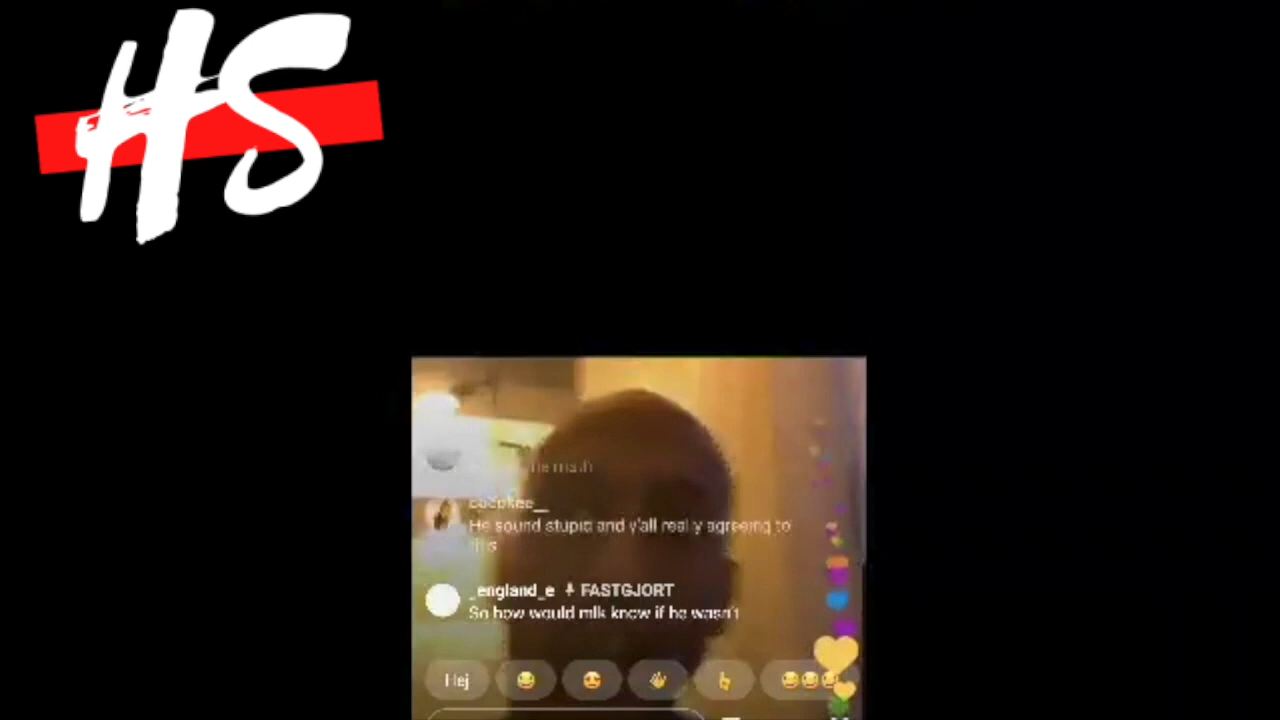 HS
He sound stupid and y'all really agreeing to
this
_england_e FASTGJORT
So how would mlk know if he wasn't
Hej